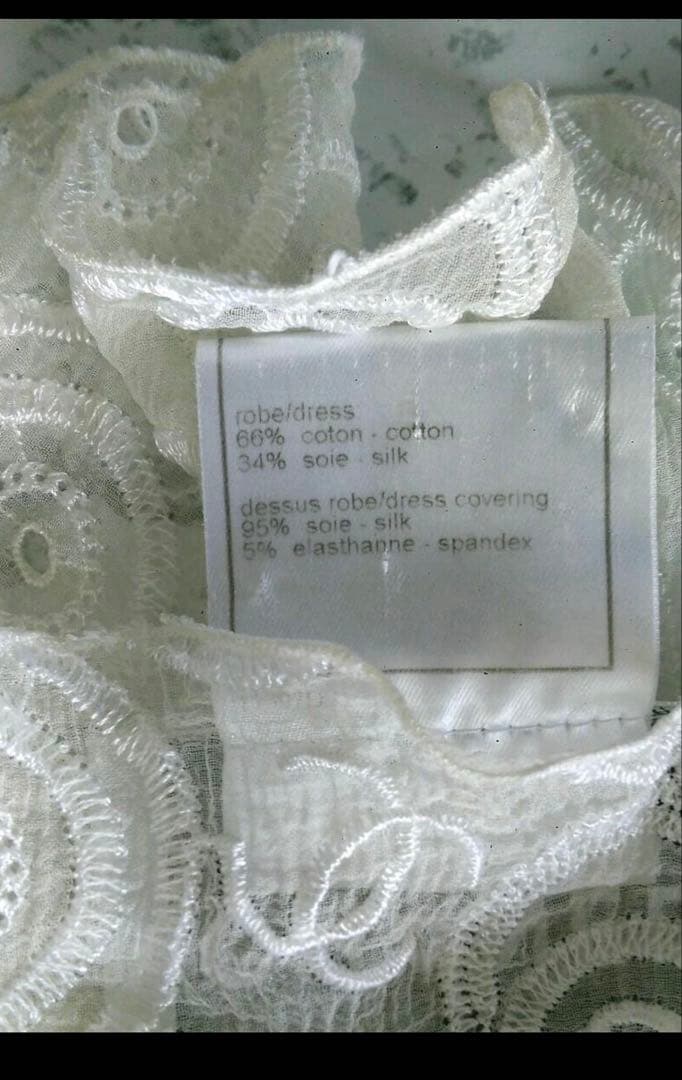 robe/dress
66% coton - cotton
34% soie - silk
dessus robe/dress covering
95% soie - silk
5% elasthanne - spandex